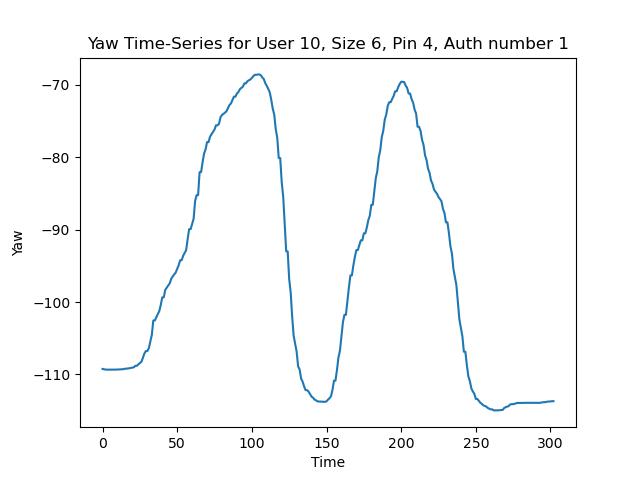 Yaw Time-Series for User 10, Size 6, Pin 4, Auth number 1
−70
−80
−90
−100
−110
Yaw
0 50 100 150 200 250 300
Time